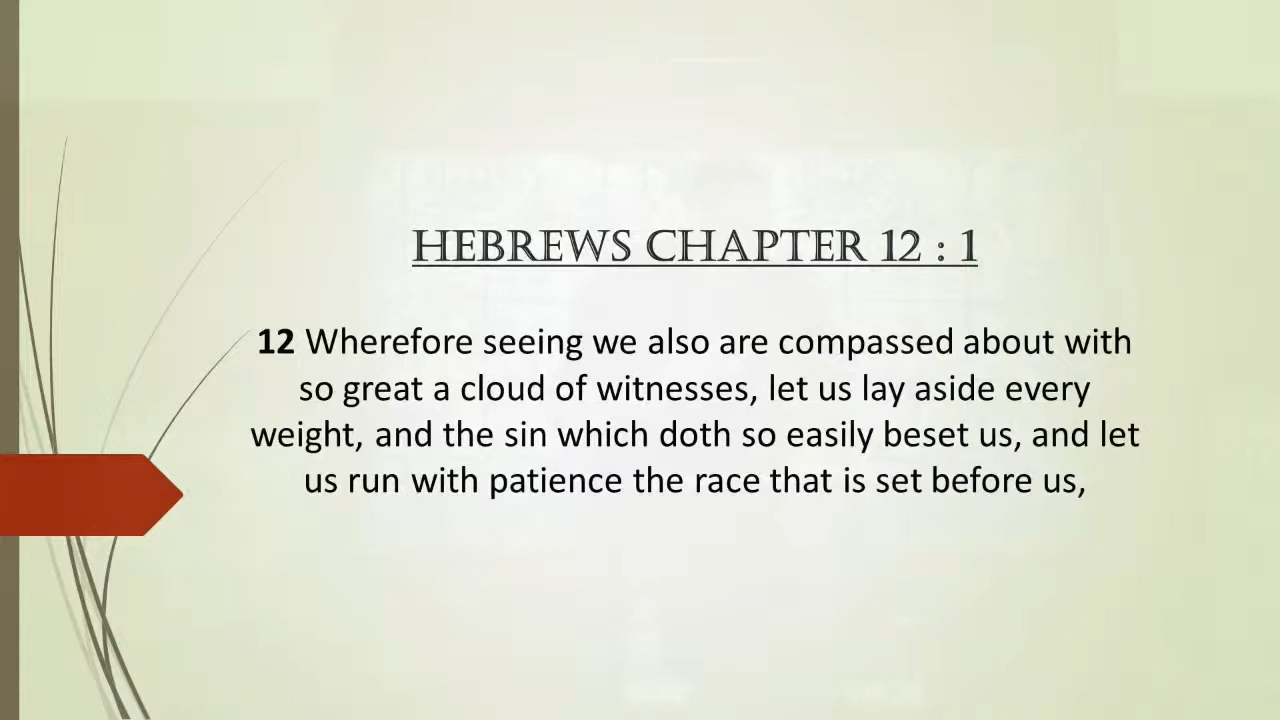 HEBREWS CHAPTER 12 : 1
12 Wherefore seeing we also are compassed about with
so great a cloud of witnesses, let us lay aside every
weight, and the sin which doth so easily beset us, and let
us run with patience the race that is set before us,